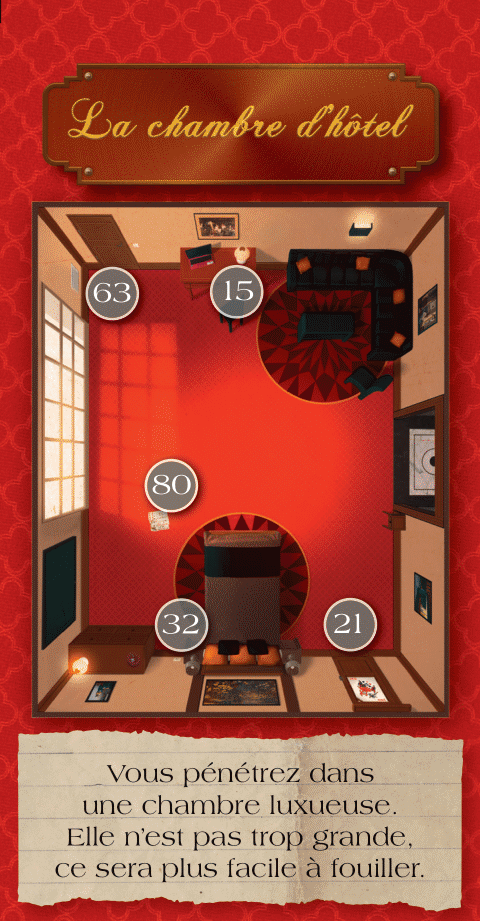 La chambre d'hôtel
63
15
80
32
21
Vous pénétrez dans
une chambre luxueuse.
Elle n'est pas trop grande,
ce sera plus facile à fouiller.